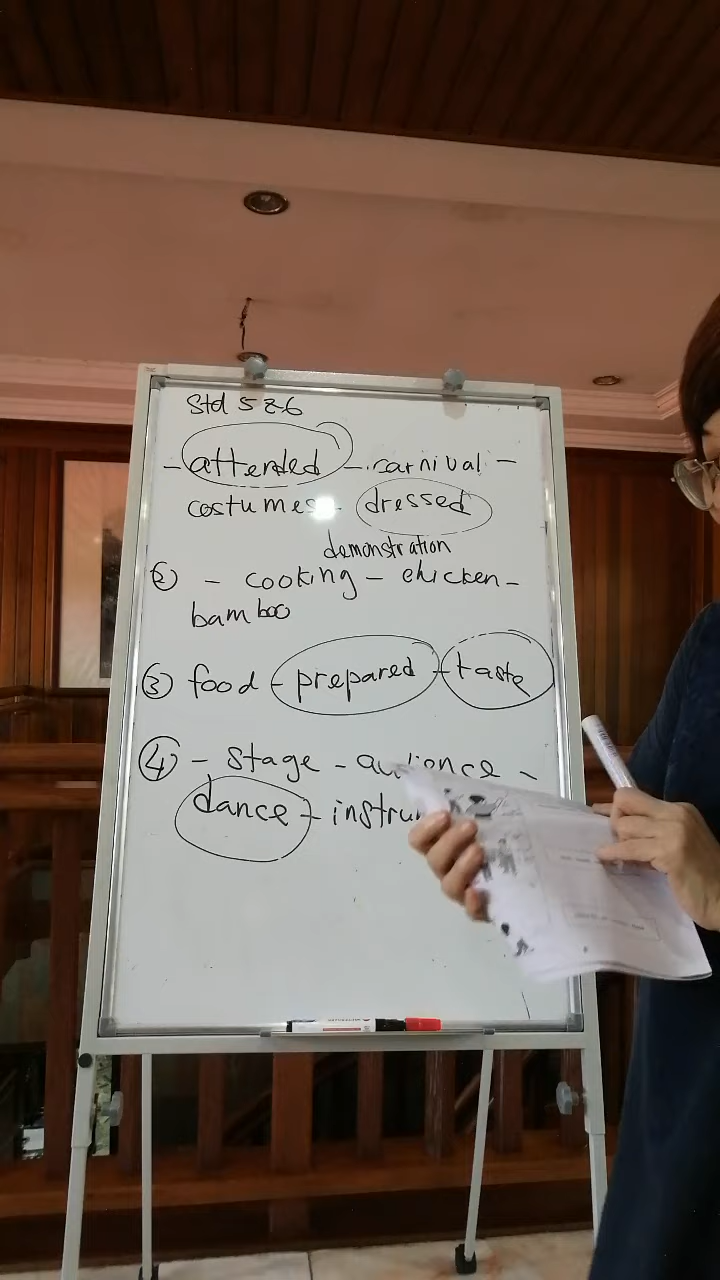 Std 5 & 6
- attended - carnival -
costumes - dressed
demonstration
② - cooking - chicken -
bamboo
③ food - prepared - taste
④ - stage - audience -
dance - instru